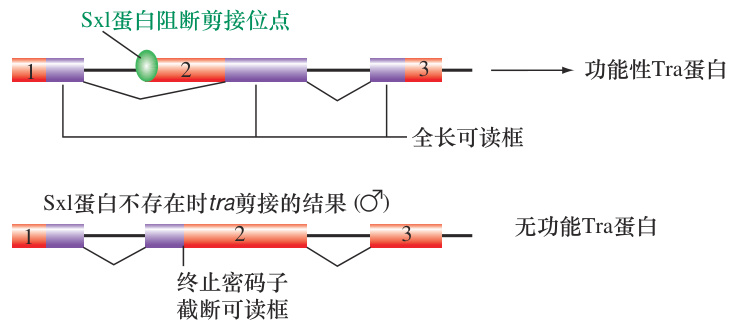 Sxl蛋白阻断剪接位点
1 2 3
功能性Tra蛋白
全长可读框
Sxl蛋白不存在时tra剪接的结果 (♂)
1 2 3
无功能Tra蛋白
终止密码子
截断可读框